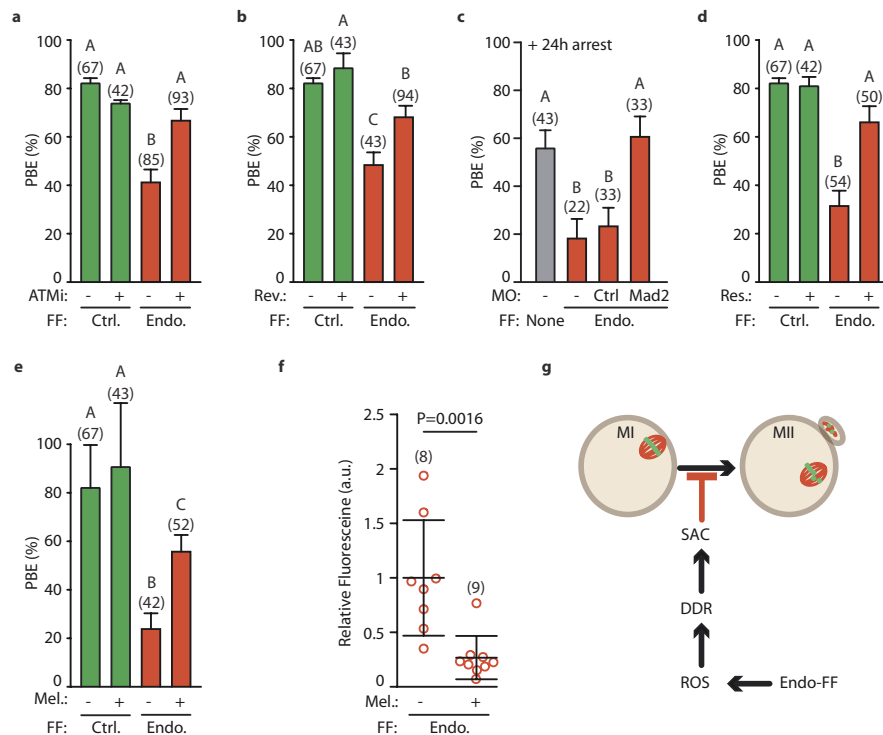 a
PBE (%)
100
80
60
40
20
0
A
(67)
A
(42)
B
(85)
A
(93)
ATMi: - + - +
FF: Ctrl. Endo.
b
PBE (%)
100
80
60
40
20
0
AB
(67)
A
(43)
C
(43)
B
(94)
Rev.: - + - +
FF: Ctrl. Endo.
c
+ 24h arrest
PBE (%)
100
80
60
40
20
0
A
(43)
B
(22)
B
(33)
A
(33)
MO: - - Ctrl Mad2
FF: None Endo.
d
PBE (%)
100
80
60
40
20
0
A
(67)
A
(42)
B
(54)
A
(50)
Res.: - + - +
FF: Ctrl. Endo.
e
PBE (%)
100
80
60
40
20
0
A
(67)
A
(43)
B
(42)
C
(52)
Mel.: - + - +
FF: Ctrl. Endo.
f
Relative Fluoresceine (a.u.)
2.5
2
1.5
1
0.5
0
P=0.0016
(8)
(9)
Mel.: - +
FF: Endo.
g
MI
MII
SAC
DDR
ROS
Endo-FF